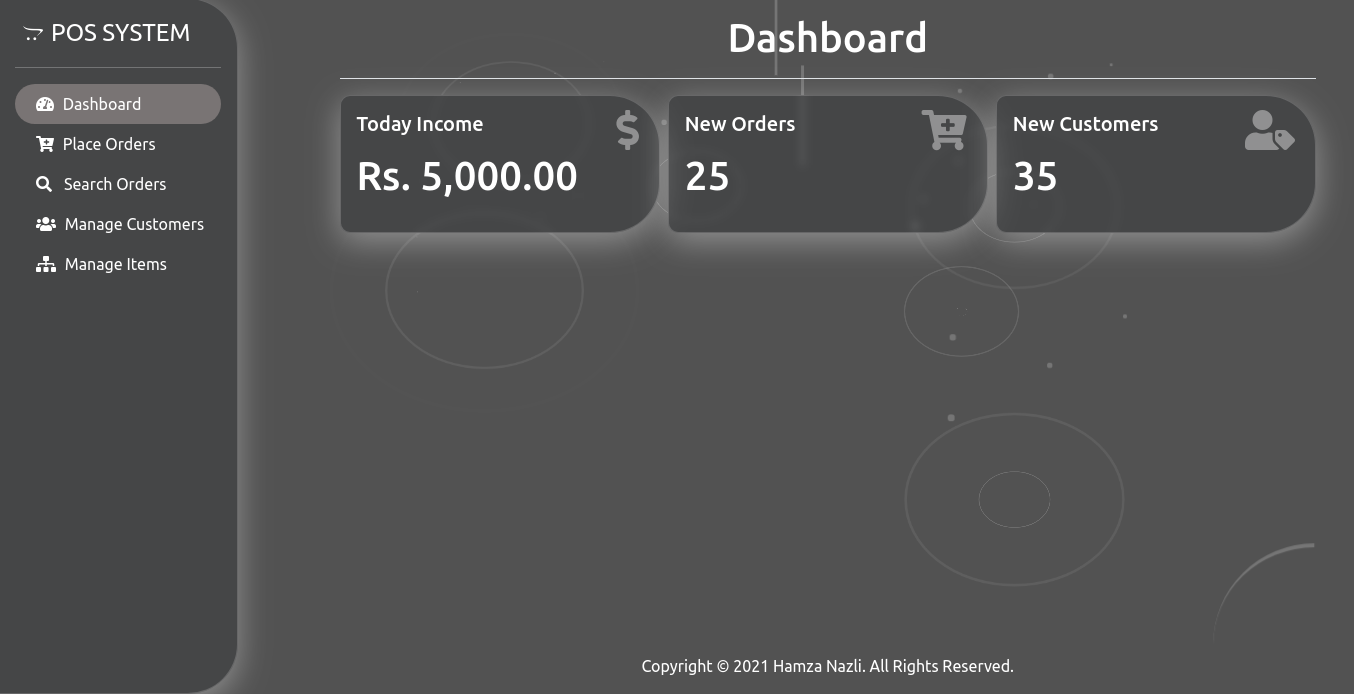 POS SYSTEM
Dashboard
Place Orders
Search Orders
Manage Customers
Manage Items
Dashboard
Today Income
Rs. 5,000.00
New Orders
25
New Customers
35
Copyright © 2021 Hamza Nazli. All Rights Reserved.